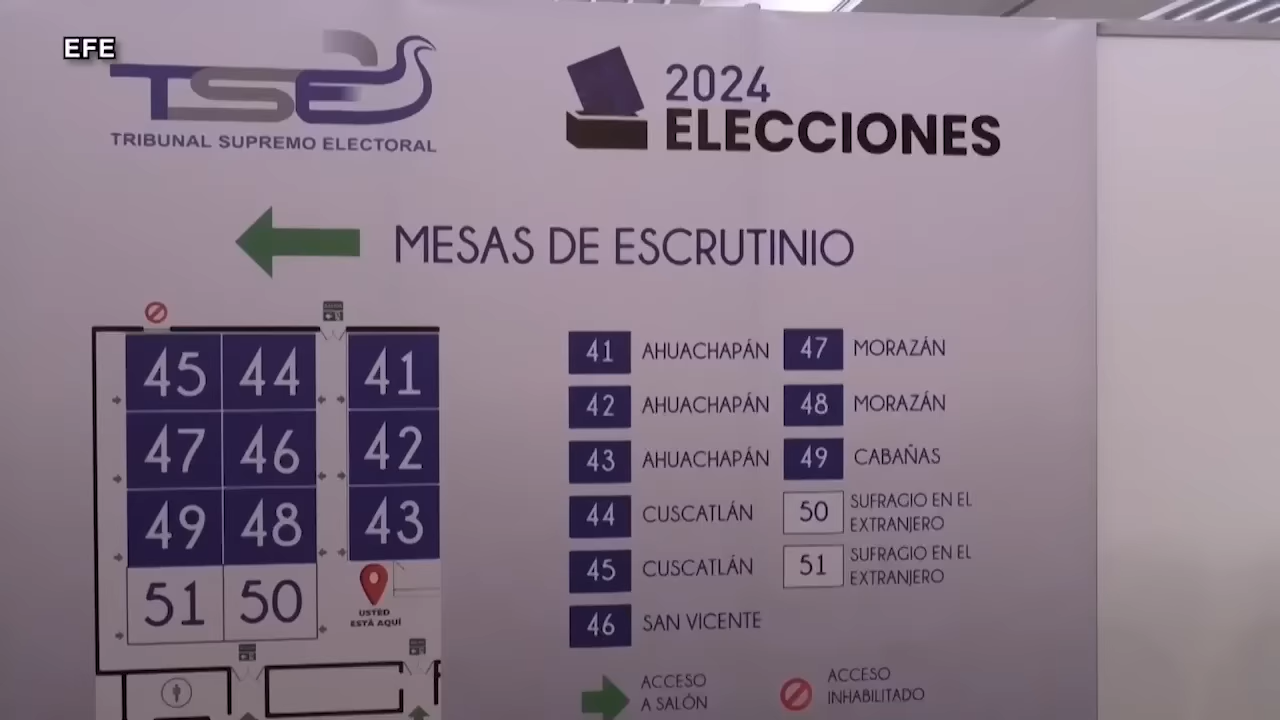 EFE
TSE
TRIBUNAL SUPREMO ELECTORAL
2024
ELECCIONES
MESAS DE ESCRUTINIO
45 44 41
47 46 42
49 48 43
51 50
USTED
ESTÁ AQUÍ
41 AHUACHAPÁN
42 AHUACHAPÁN
43 AHUACHAPÁN
44 CUSCATLÁN
45 CUSCATLÁN
46 SAN VICENTE
47 MORAZÁN
48 MORAZÁN
49 CABAÑAS
50 SUFRAGIO EN EL
EXTRANJERO
51 SUFRAGIO EN EL
EXTRANJERO
ACCESO
A SALÓN
ACCESO
INHABILITADO